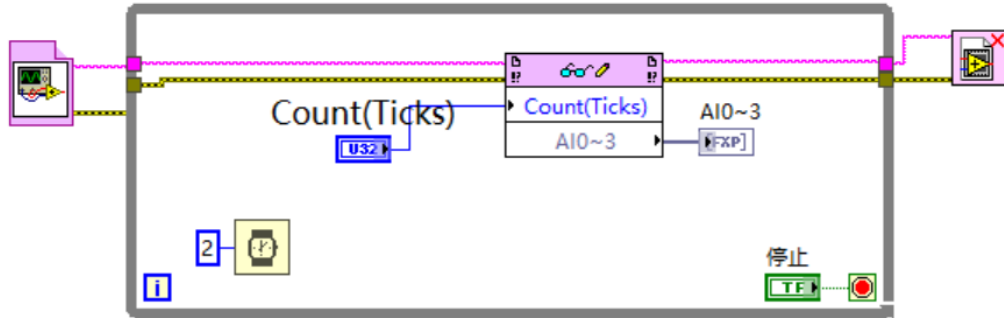 !?
!?
Count(Ticks)
Count(Ticks)
AI0~3
U32
AI0~3
[FXP]
2
停止
i
TF